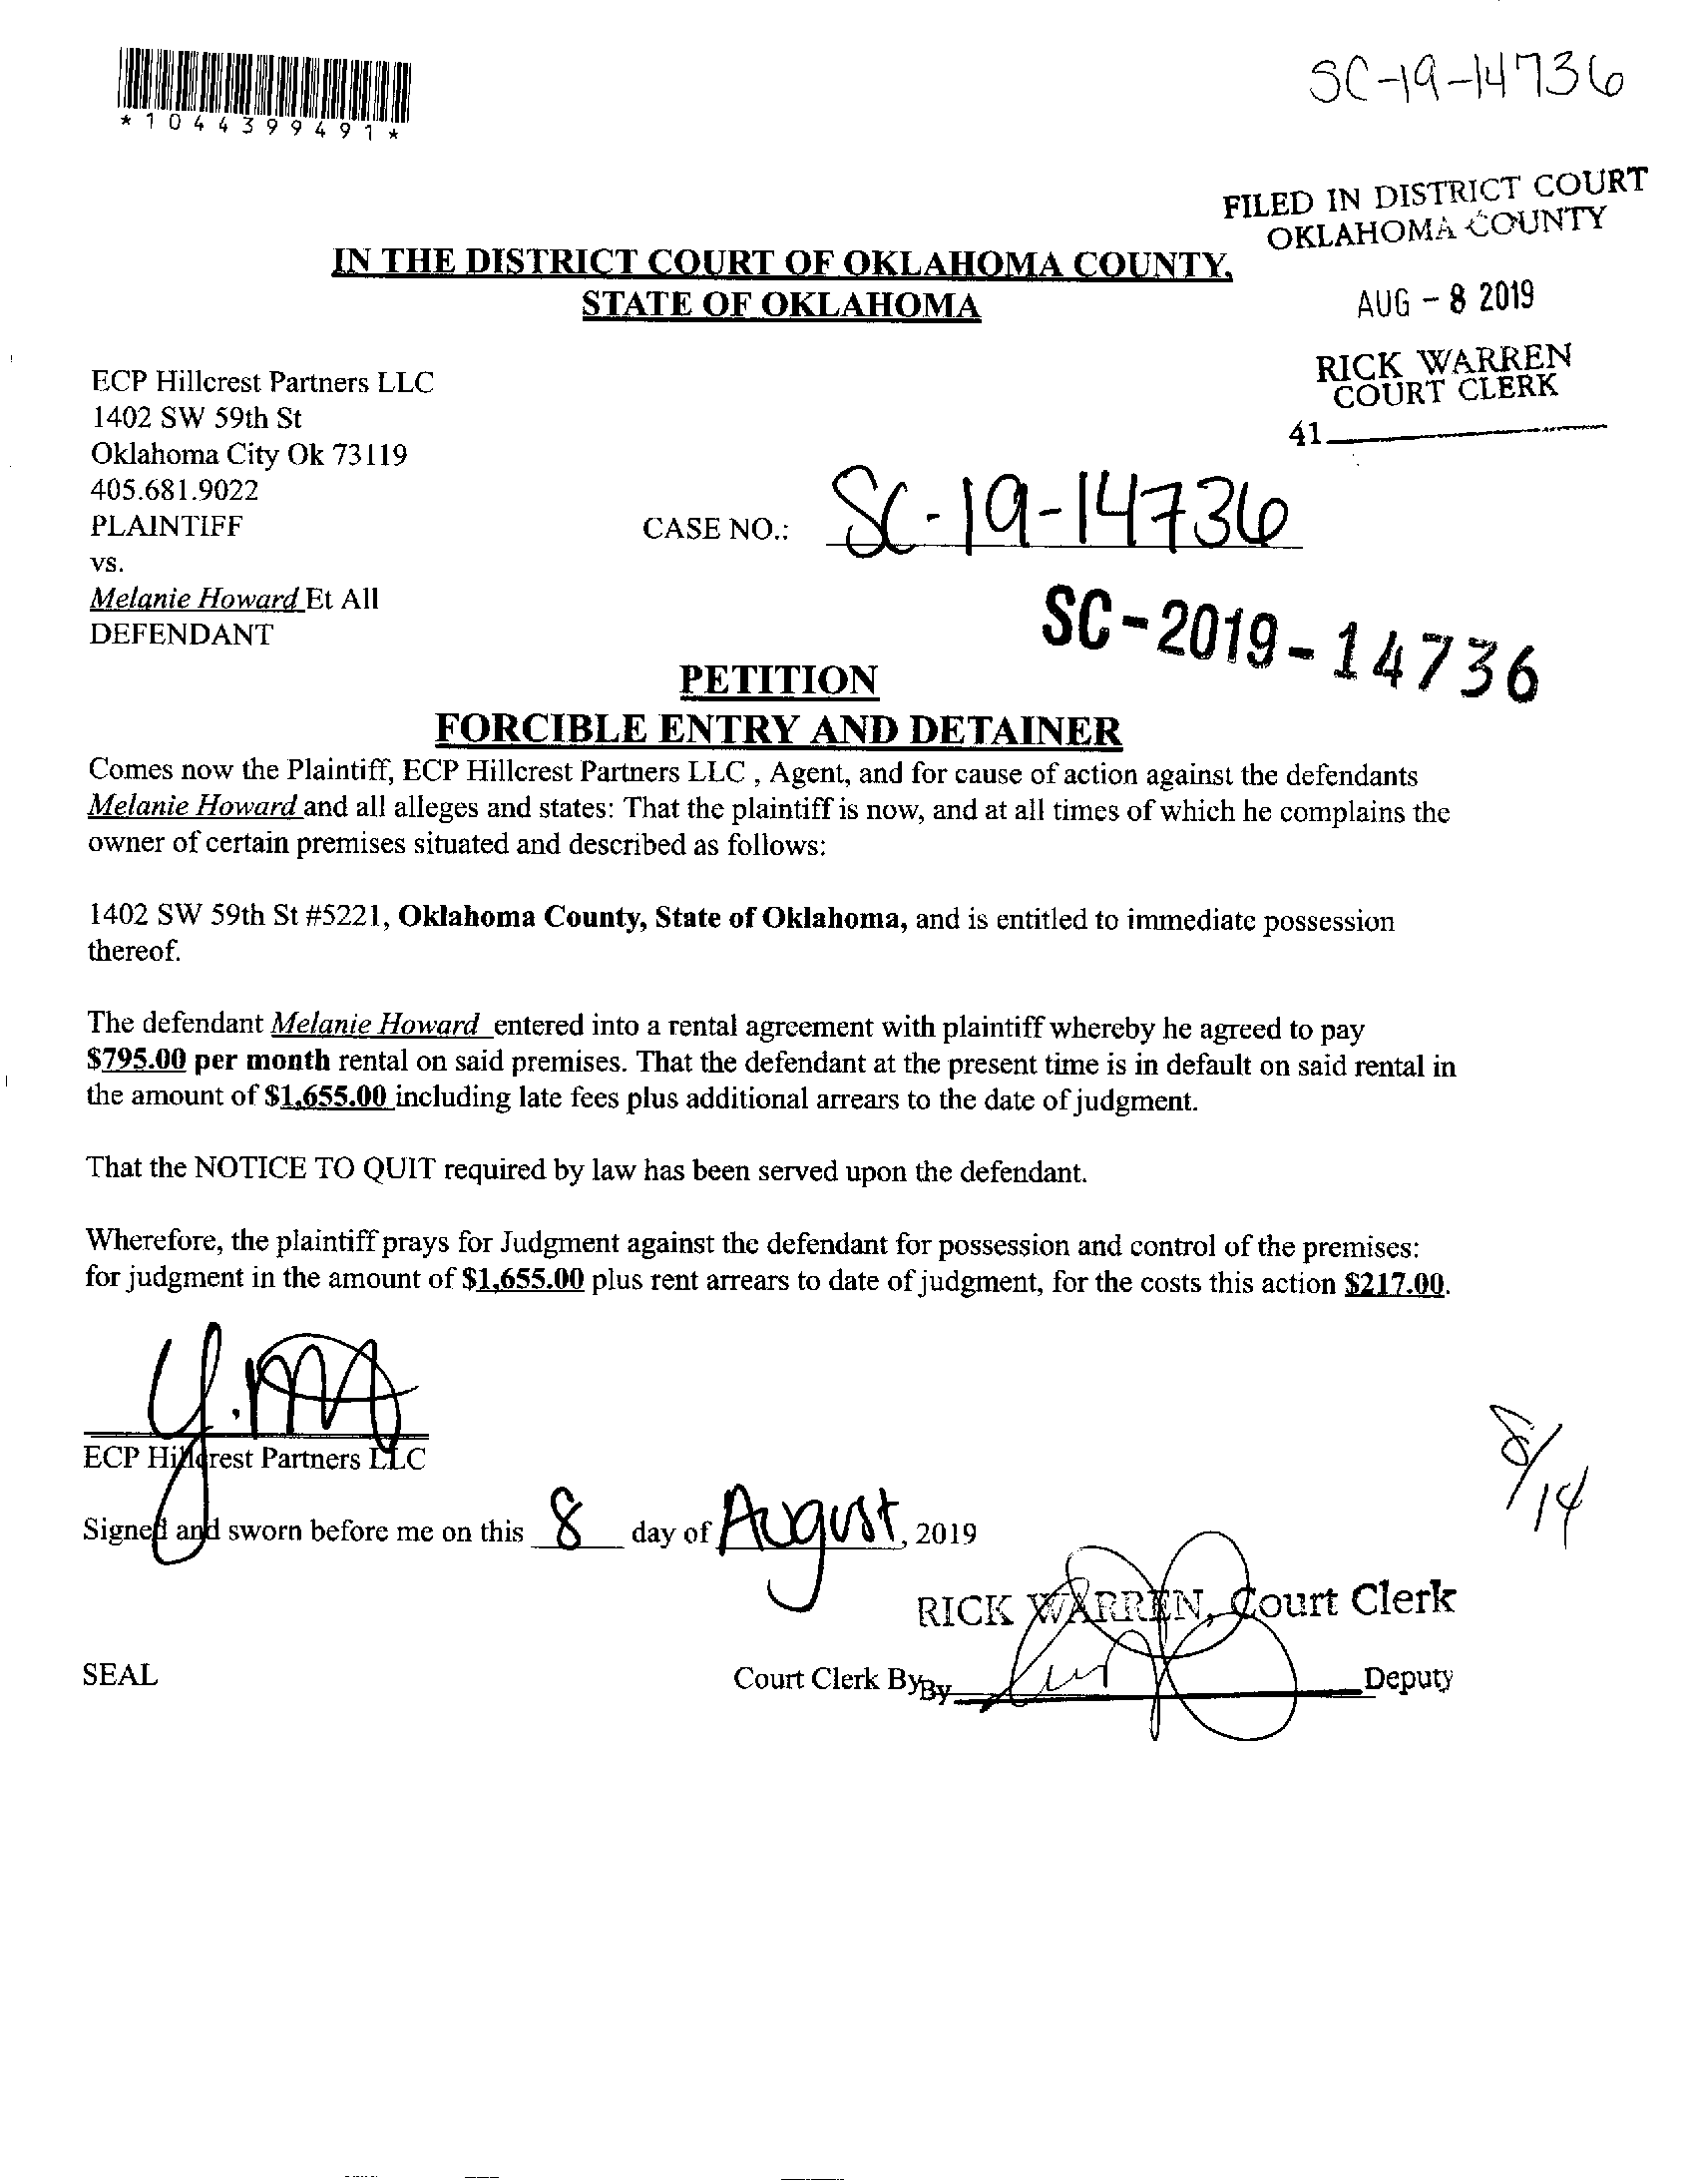 *1044399491*
SC-19-14736
FILED IN DISTRICT COURT
OKLAHOMA COUNTY
AUG - 8 2019
RICK WARREN
COURT CLERK
41
IN THE DISTRICT COURT OF OKLAHOMA COUNTY,
STATE OF OKLAHOMA
ECP Hillcrest Partners LLC
1402 SW 59th St
Oklahoma City Ok 73119
405.681.9022
PLAINTIFF
vs.
Melanie Howard Et All
DEFENDANT
CASE NO.: SC-19-14736
SC-2019-14736
PETITION
FORCIBLE ENTRY AND DETAINER
Comes now the Plaintiff, ECP Hillcrest Partners LLC , Agent, and for cause of action against the defendants
Melanie Howard and all alleges and states: That the plaintiff is now, and at all times of which he complains the
owner of certain premises situated and described as follows:
1402 SW 59th St #5221, Oklahoma County, State of Oklahoma, and is entitled to immediate possession
thereof.
The defendant Melanie Howard entered into a rental agreement with plaintiff whereby he agreed to pay
$795.00 per month rental on said premises. That the defendant at the present time is in default on said rental in
the amount of $1,655.00 including late fees plus additional arrears to the date of judgment.
That the NOTICE TO QUIT required by law has been served upon the defendant.
Wherefore, the plaintiff prays for Judgment against the defendant for possession and control of the premises:
for judgment in the amount of $1,655.00 plus rent arrears to date of judgment, for the costs this action $217.00.
ECP Hillcrest Partners LLC
8/14
Signed and sworn before me on this 8 day of August, 2019
RICK WARREN, Court Clerk
SEAL
Court Clerk By By Deputy